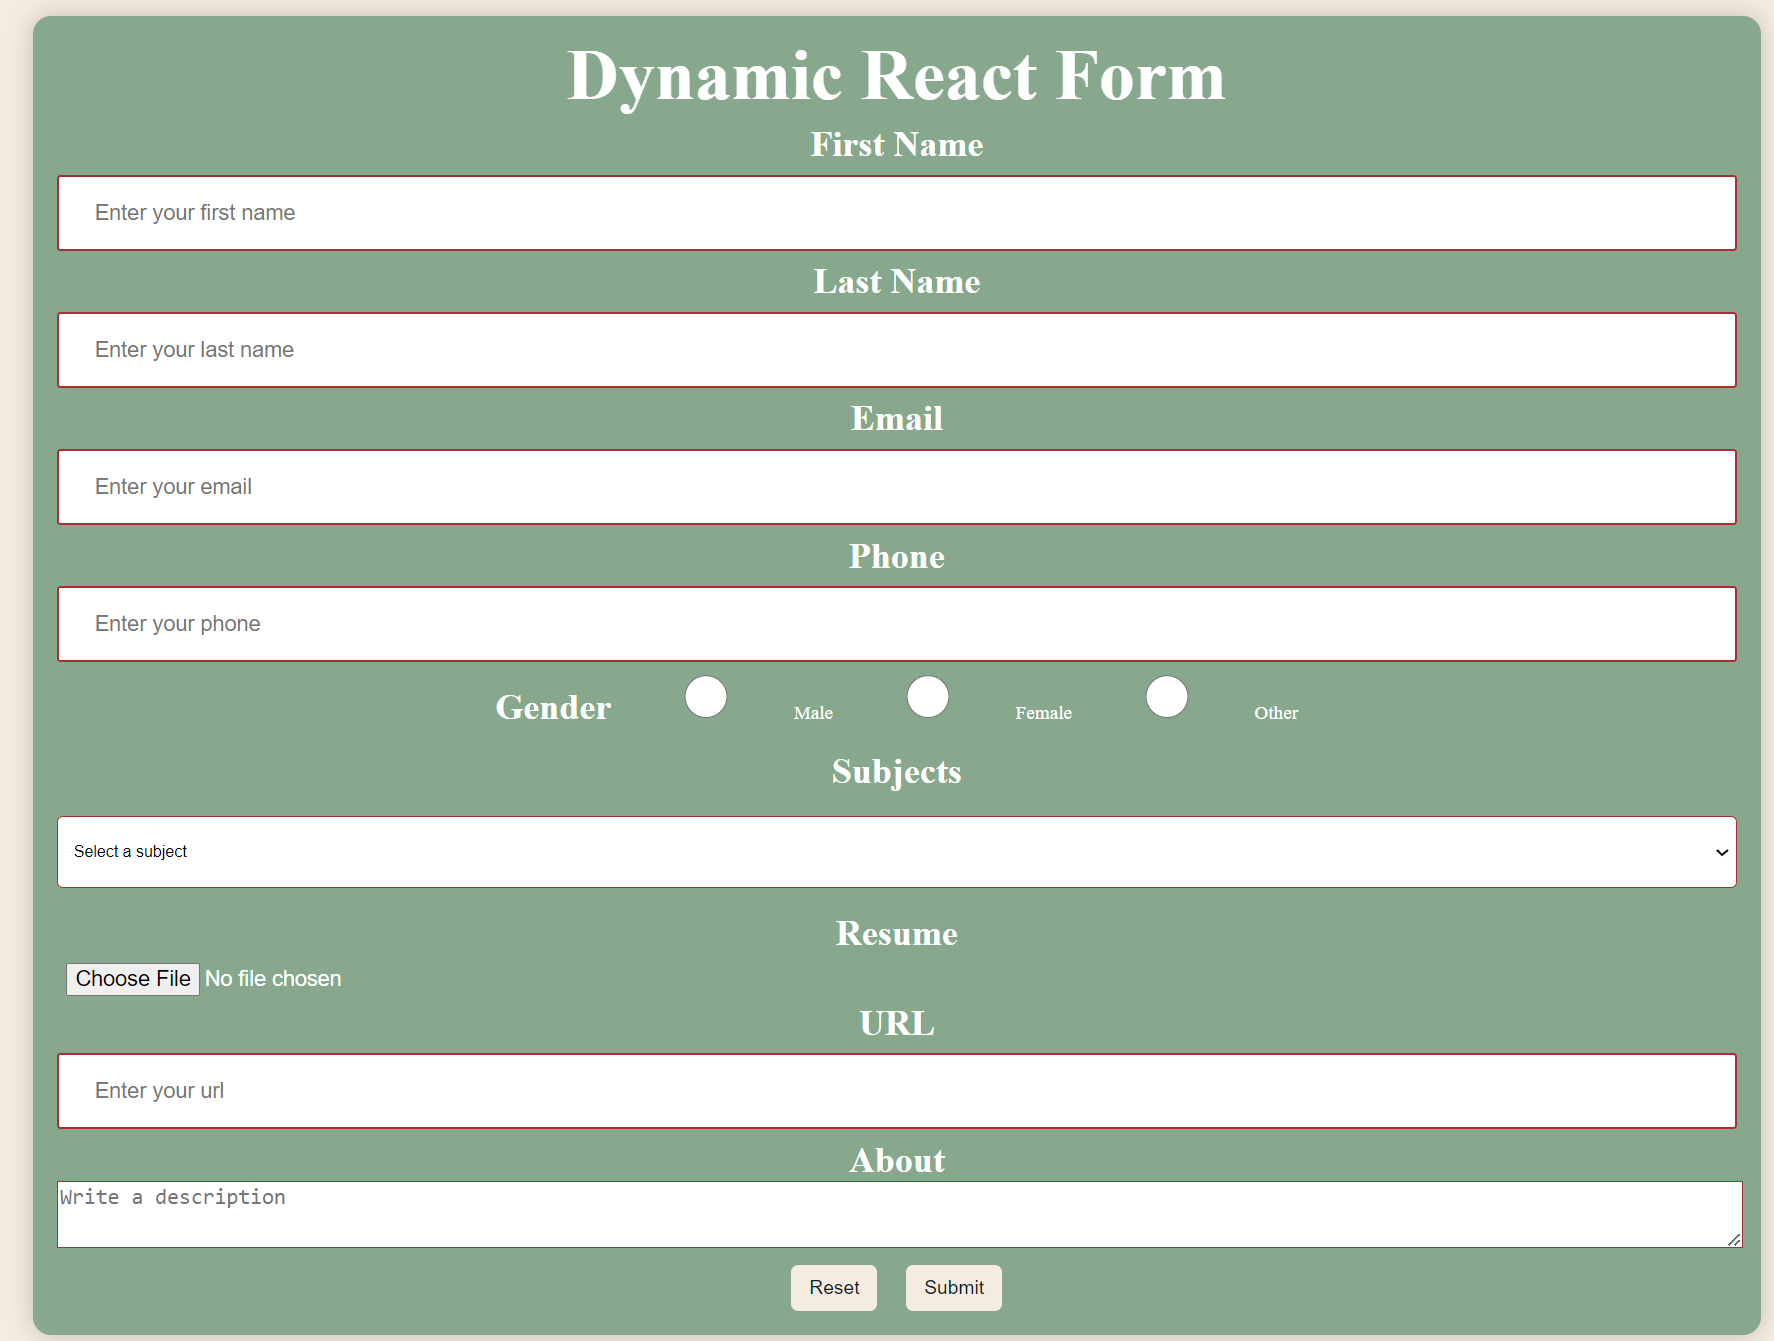 Dynamic React Form
First Name
Enter your first name
Last Name
Enter your last name
Email
Enter your email
Phone
Enter your phone
Gender Male Female Other
Subjects
Select a subject
Resume
Choose File No file chosen
URL
Enter your url
About
Write a description
Reset Submit